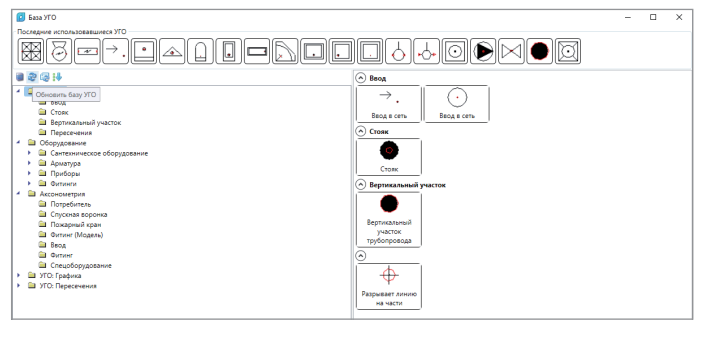 База УГО
Последние использовавшиеся УГО
Обновить базу УГО
Ввод
Стояк
Вертикальный участок
Пересечения
Оборудование
Сантехническое оборудование
Арматура
Приборы
Фитинги
Аксонометрия
Потребитель
Спускная воронка
Пожарный кран
Фитинг (Модель)
Ввод
Фитинг
Спецоборудование
УГО: Графика
УГО: Пересечения
Ввод
Ввод в сеть
Ввод в сеть
Стояк
Стояк
Вертикальный участок
Вертикальный
участок
трубопровода
Разрывает линию
на части